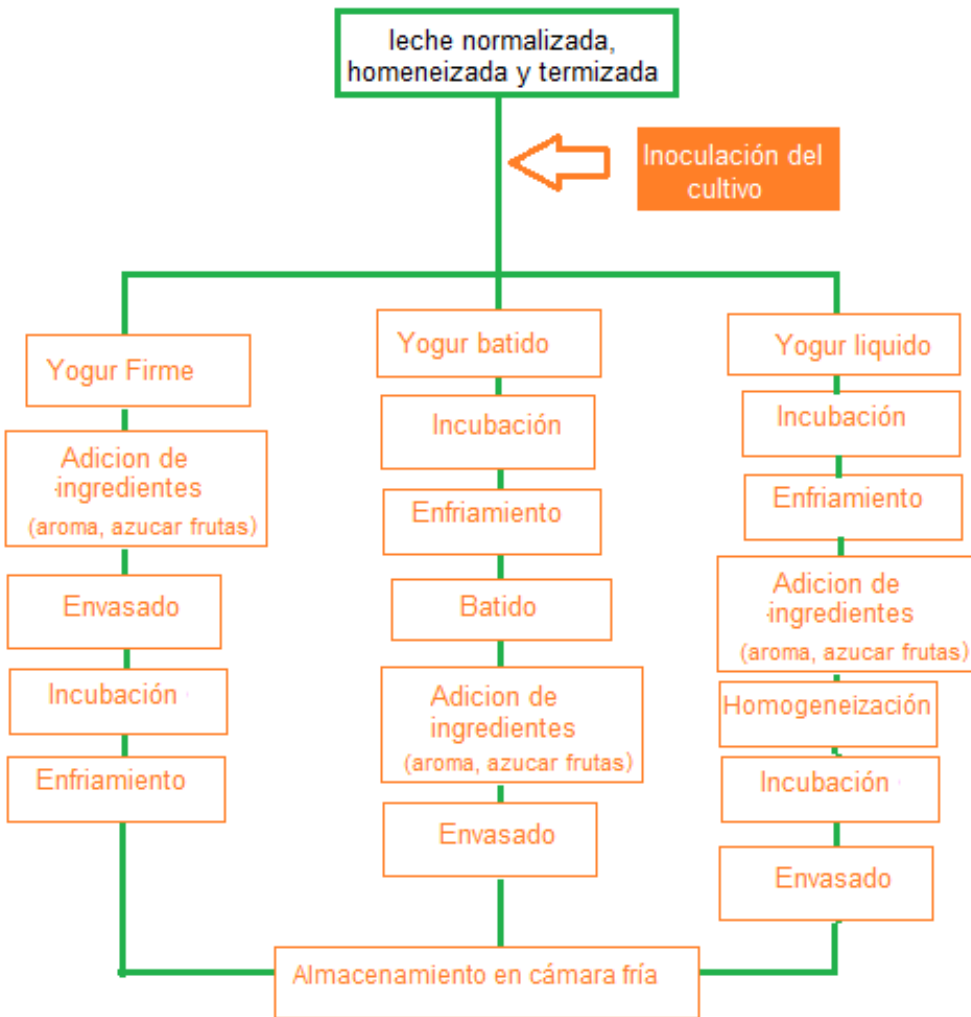 leche normalizada,
homeneizada y termizada
Inoculación del
cultivo
Yogur Firme
Adicion de
-ingredientes
(aroma, azucar frutas)
Envasado
Incubación
Enfriamiento
Yogur batido
Incubación
Enfriamiento
Batido
Adicion de
ingredientes
(aroma, azucar frutas)
Envasado
Yogur liquido
Incubación
Enfriamiento
Adicion de
-ingredientes
(aroma, azucar frutas)
Homogeneización
Incubación
Envasado
Almacenamiento en cámara fría